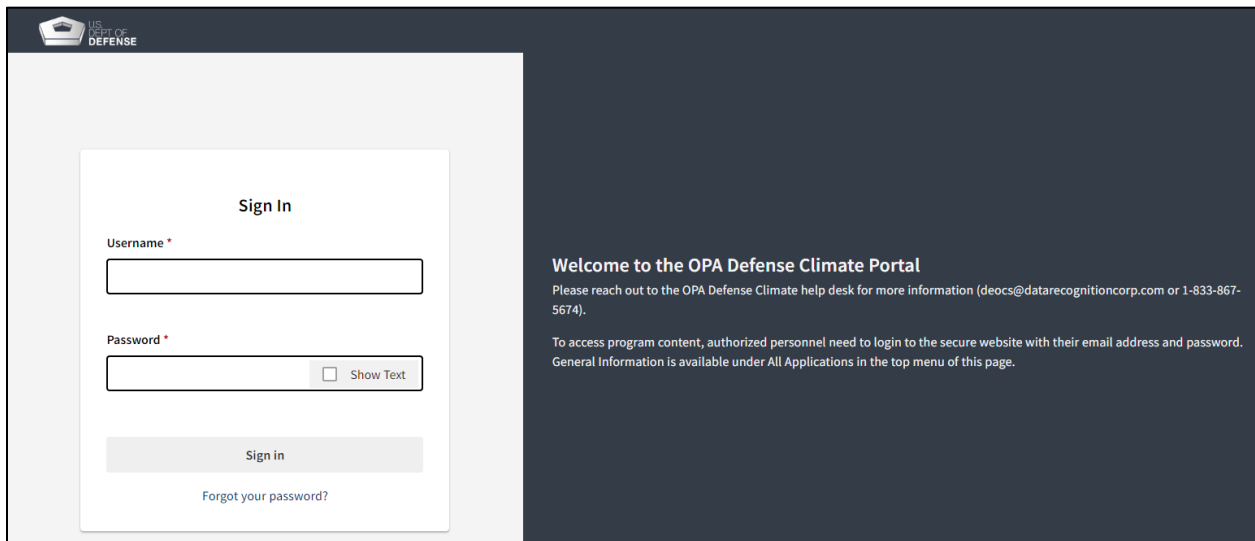 U.S.
DEPT OF
DEFENSE
Sign In
Username *
Password *
Show Text
Sign in
Forgot your password?
Welcome to the OPA Defense Climate Portal
Please reach out to the OPA Defense Climate help desk for more information (deocs@datarecognitioncorp.com or 1-833-867-
5674).
To access program content, authorized personnel need to login to the secure website with their email address and password.
General Information is available under All Applications in the top menu of this page.